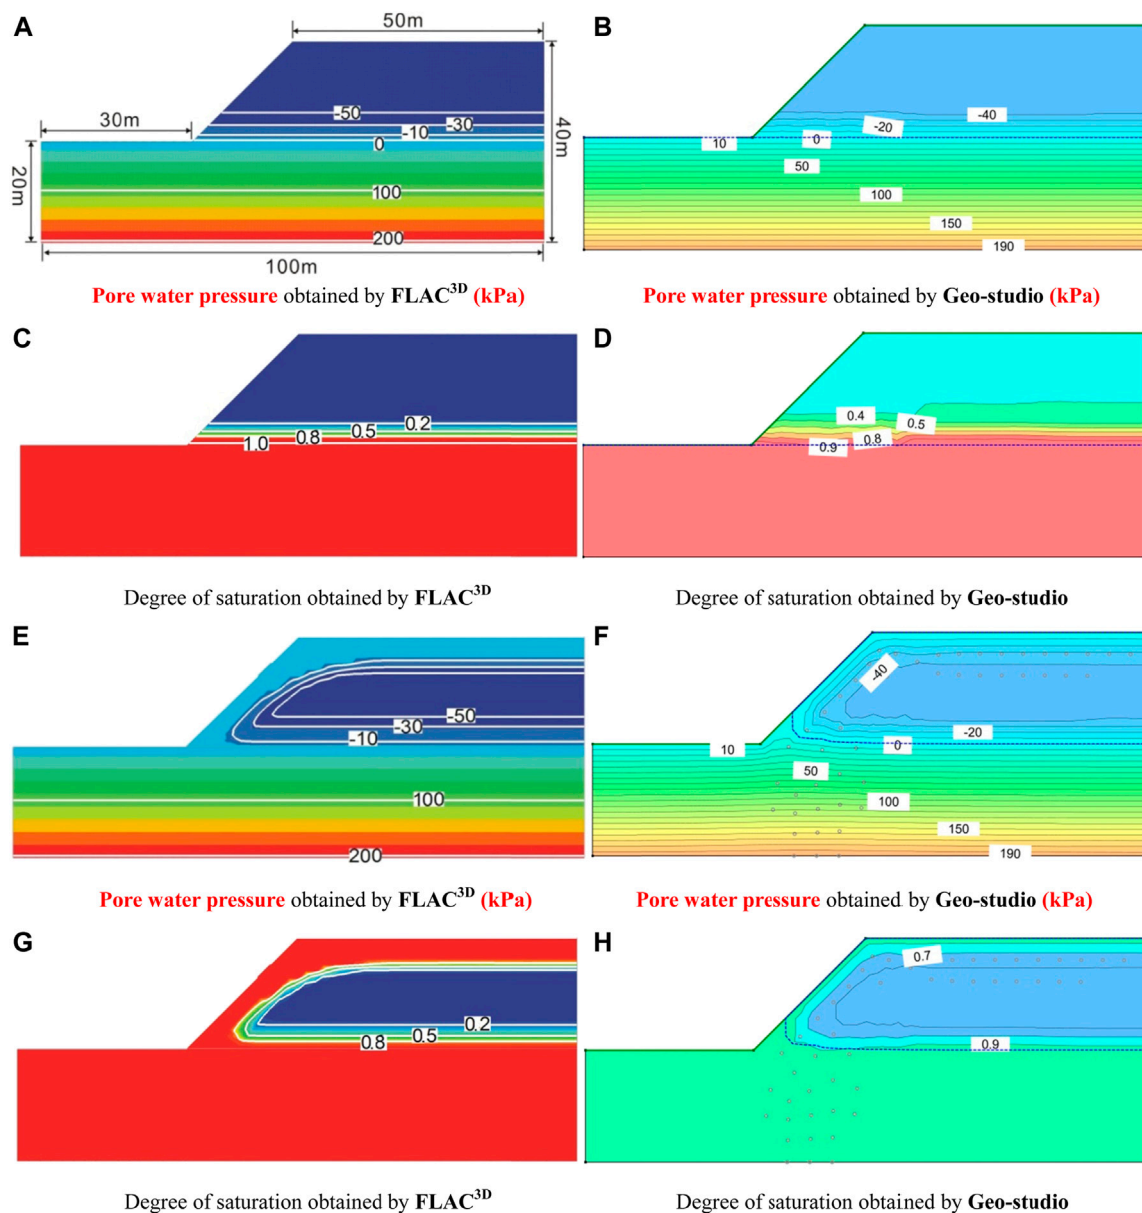 A
50m
-50
-30
-10
30m
0
40m
20m
100
200
100m
Pore water pressure obtained by FLAC3D (kPa)
B
-40
-20
10
0
50
100
150
190
Pore water pressure obtained by Geo-studio (kPa)
C
0.2
0.5
0.8
1.0
Degree of saturation obtained by FLAC3D
D
0.4
0.5
0.8
0.9
Degree of saturation obtained by Geo-studio
E
-50
-30
-10
100
200
Pore water pressure obtained by FLAC3D (kPa)
F
-40
-20
10
0
50
100
150
190
Pore water pressure obtained by Geo-studio (kPa)
G
0.2
0.5
0.8
Degree of saturation obtained by FLAC3D
H
0.7
0.9
Degree of saturation obtained by Geo-studio